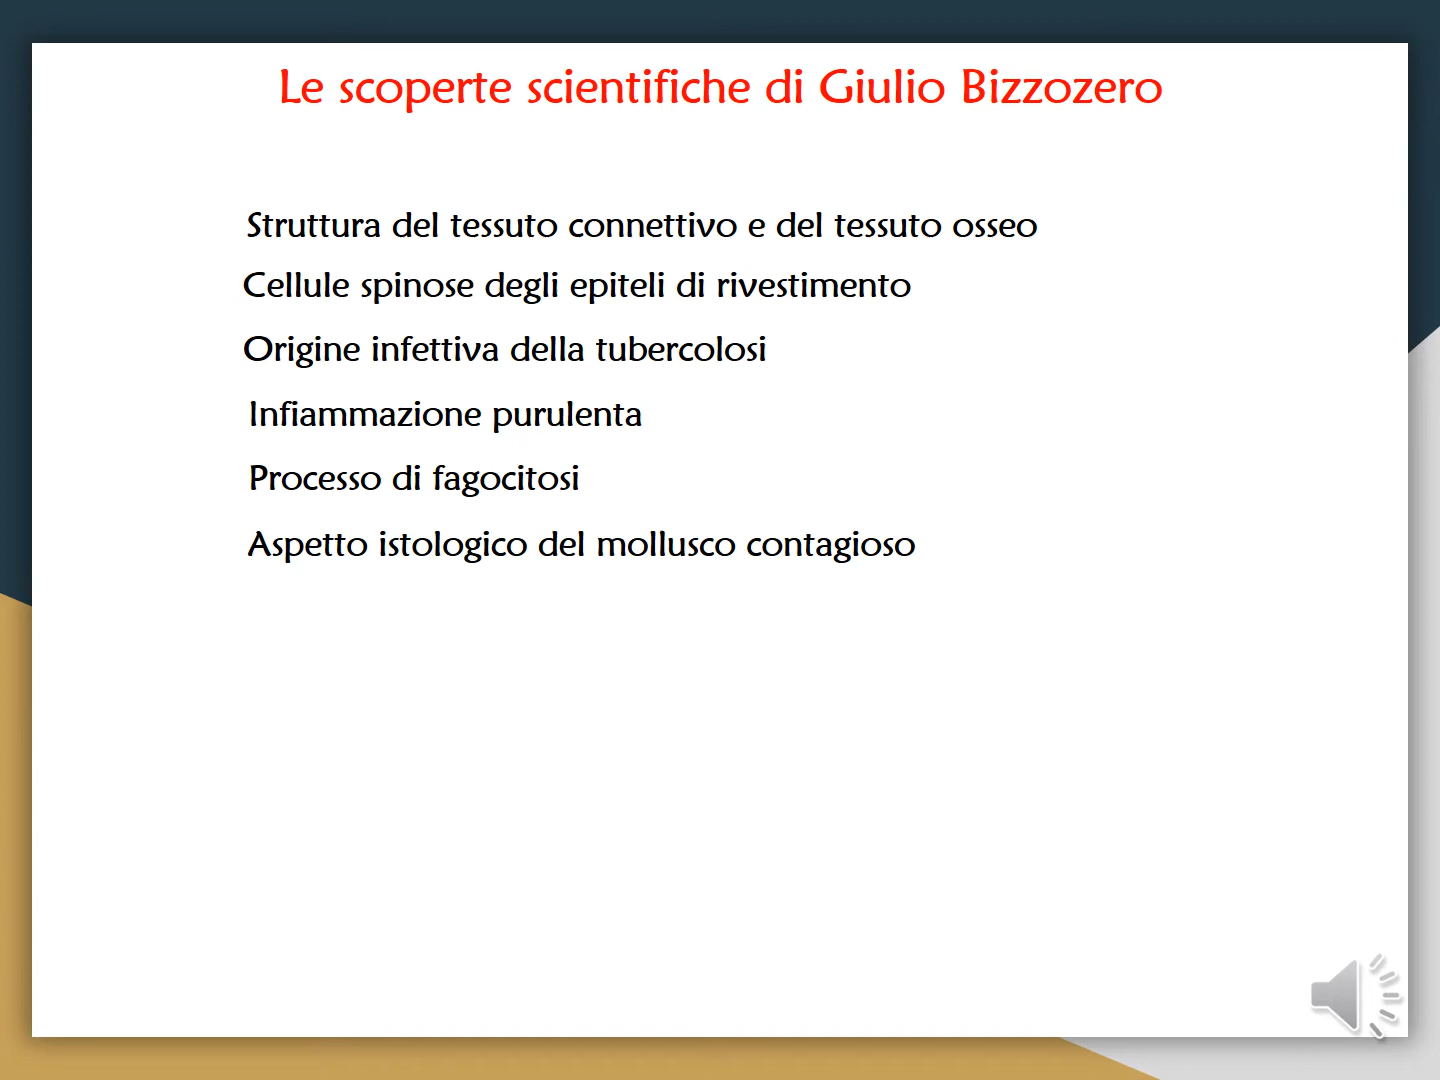 Le scoperte scientifiche di Giulio Bizzozero
Struttura del tessuto connettivo e del tessuto osseo
Cellule spinose degli epiteli di rivestimento
Origine infettiva della tubercolosi
Infiammazione purulenta
Processo di fagocitosi
Aspetto istologico del mollusco contagioso